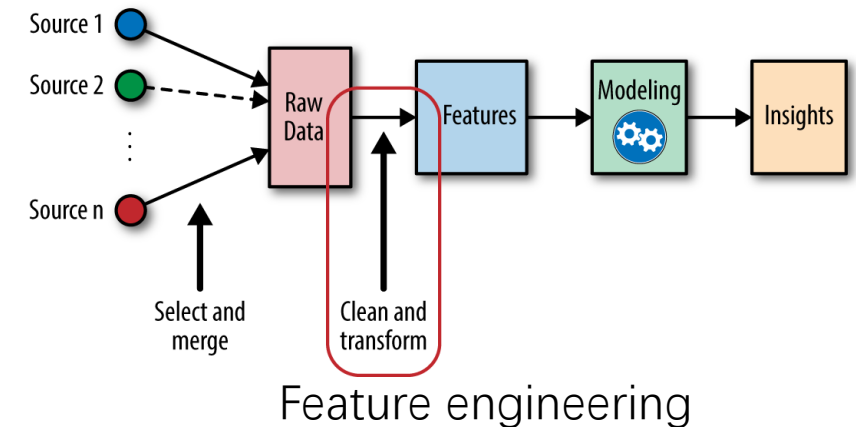 Source 1
Source 2
Source n
Raw
Data
Features
Modeling
Insights
Select and
merge
Clean and
transform
Feature engineering